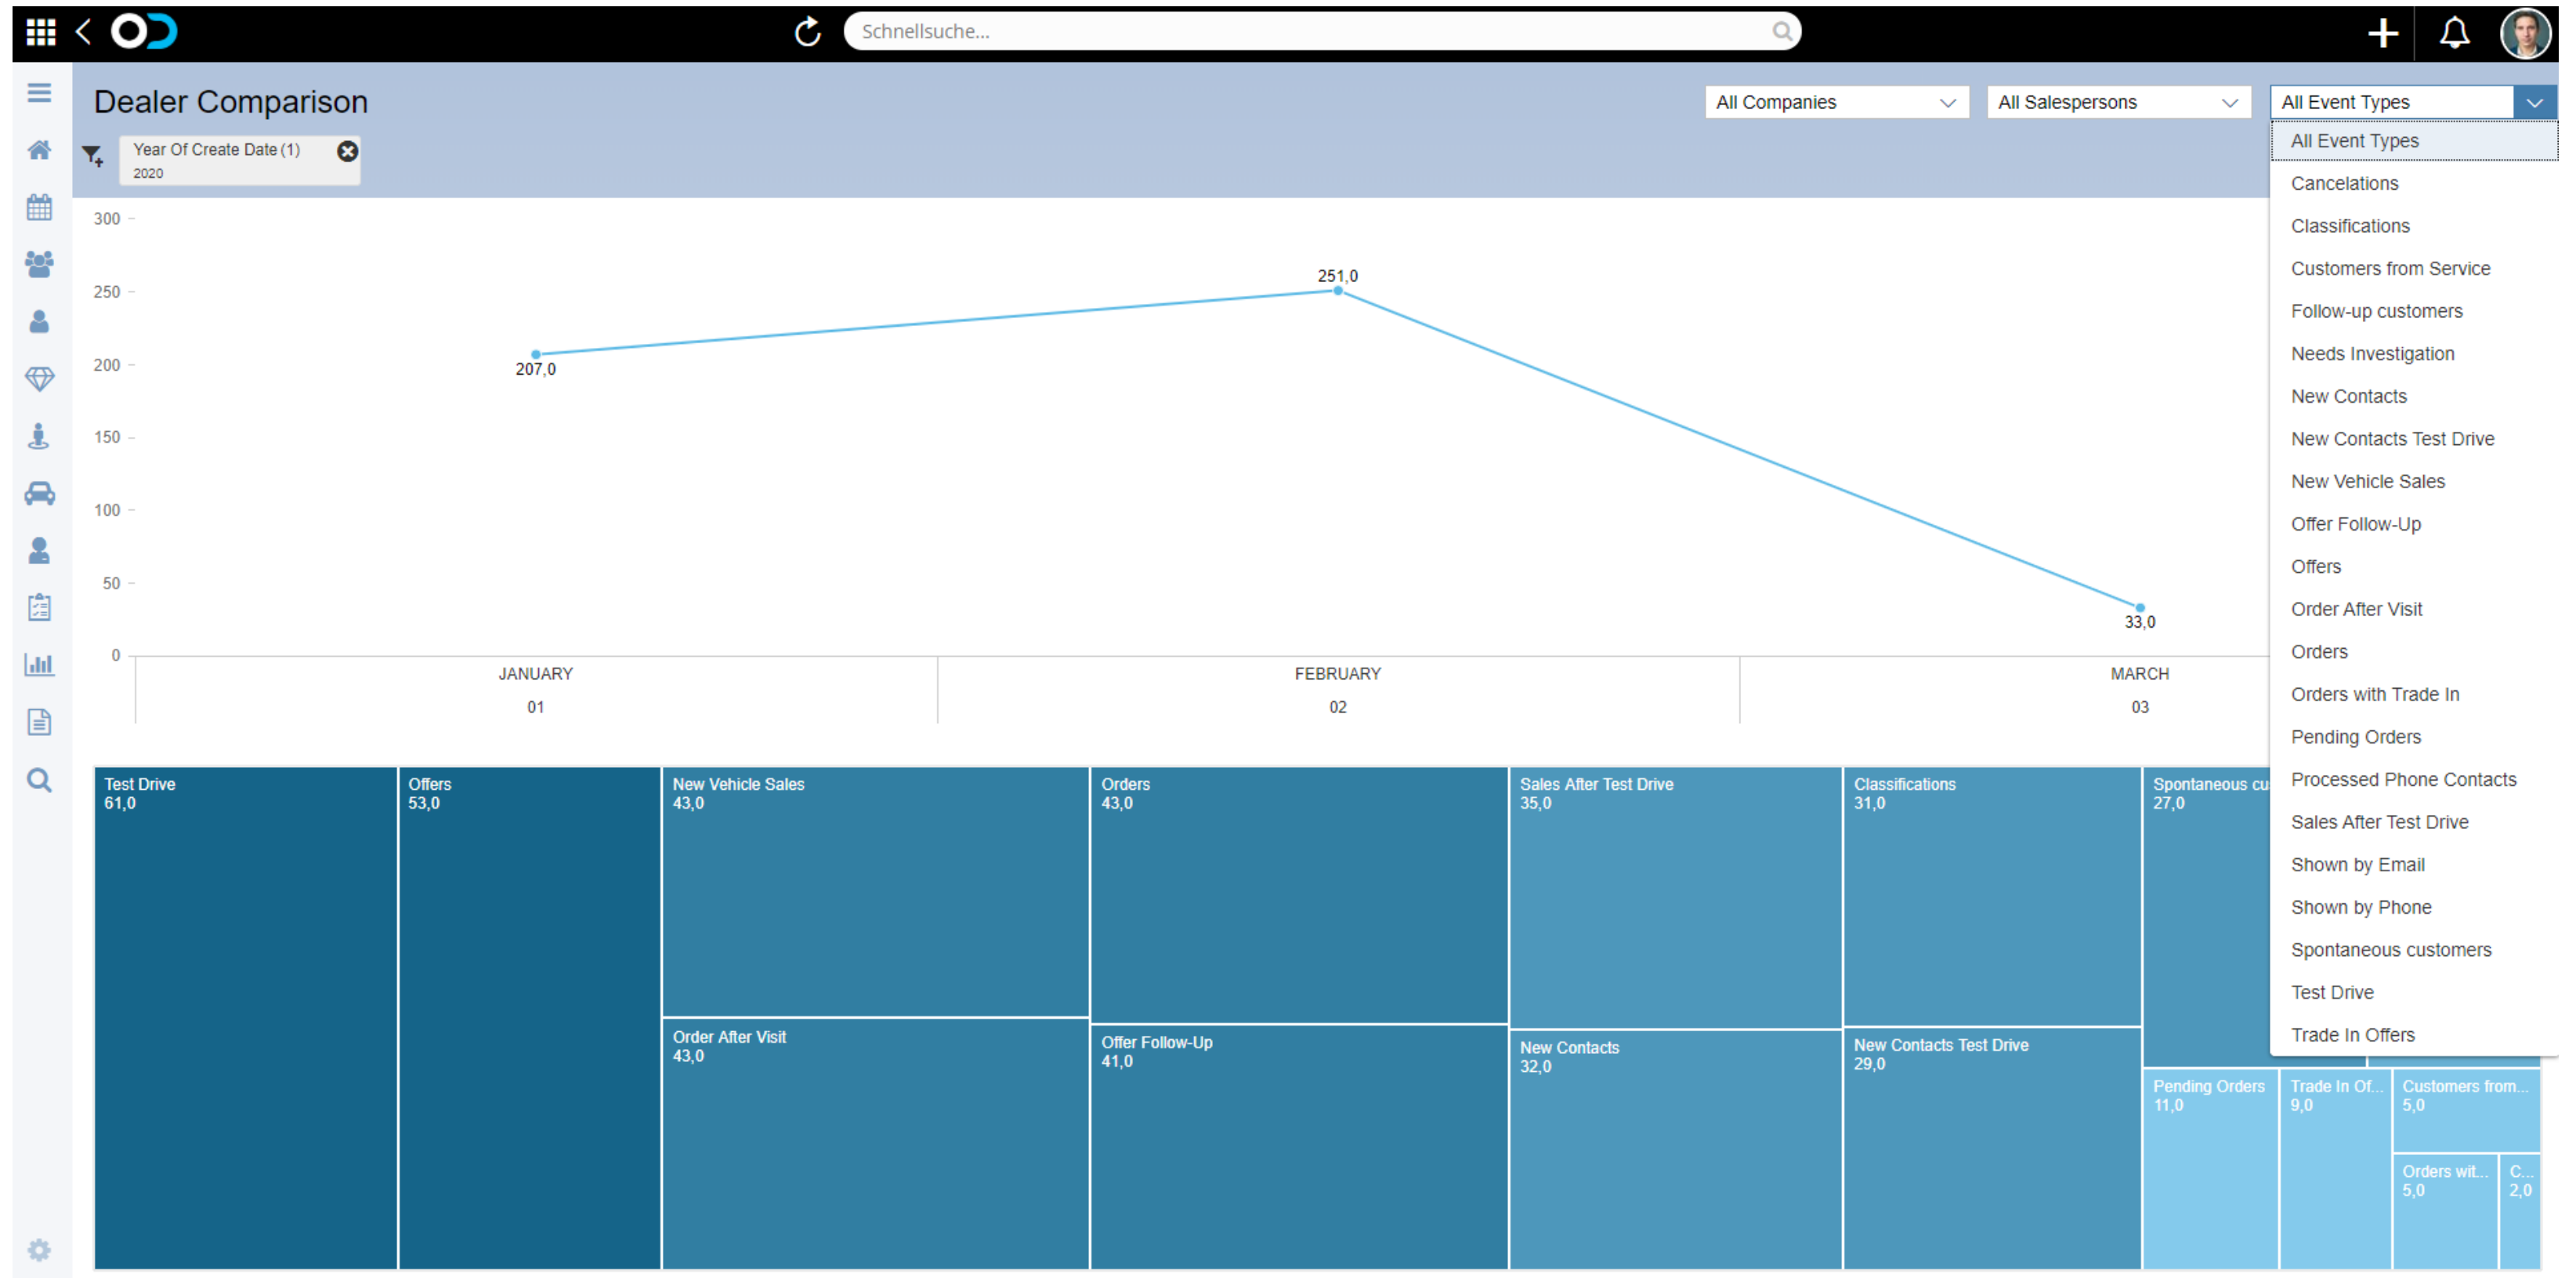 Schnellsuche...
Dealer Comparison
All Companies
All Salespersons
All Event Types
Year Of Create Date (1)
2020
All Event Types
Cancelations
Classifications
Customers from Service
Follow-up customers
Needs Investigation
New Contacts
New Contacts Test Drive
New Vehicle Sales
Offer Follow-Up
Offers
Order After Visit
Orders
Orders with Trade In
Pending Orders
Processed Phone Contacts
Sales After Test Drive
Shown by Email
Shown by Phone
Spontaneous customers
Test Drive
Trade In Offers
300
250
200
150
100
50
0
207,0
251,0
33,0
JANUARY
FEBRUARY
MARCH
01
02
03
Test Drive
61,0
Offers
53,0
New Vehicle Sales
43,0
Order After Visit
43,0
Orders
43,0
Offer Follow-Up
41,0
Sales After Test Drive
35,0
New Contacts
32,0
Classifications
31,0
New Contacts Test Drive
29,0
Spontaneous cu
27,0
Pending Orders
11,0
Trade In Of...
9,0
Customers from...
5,0
Orders wit...
5,0
C...
2,0